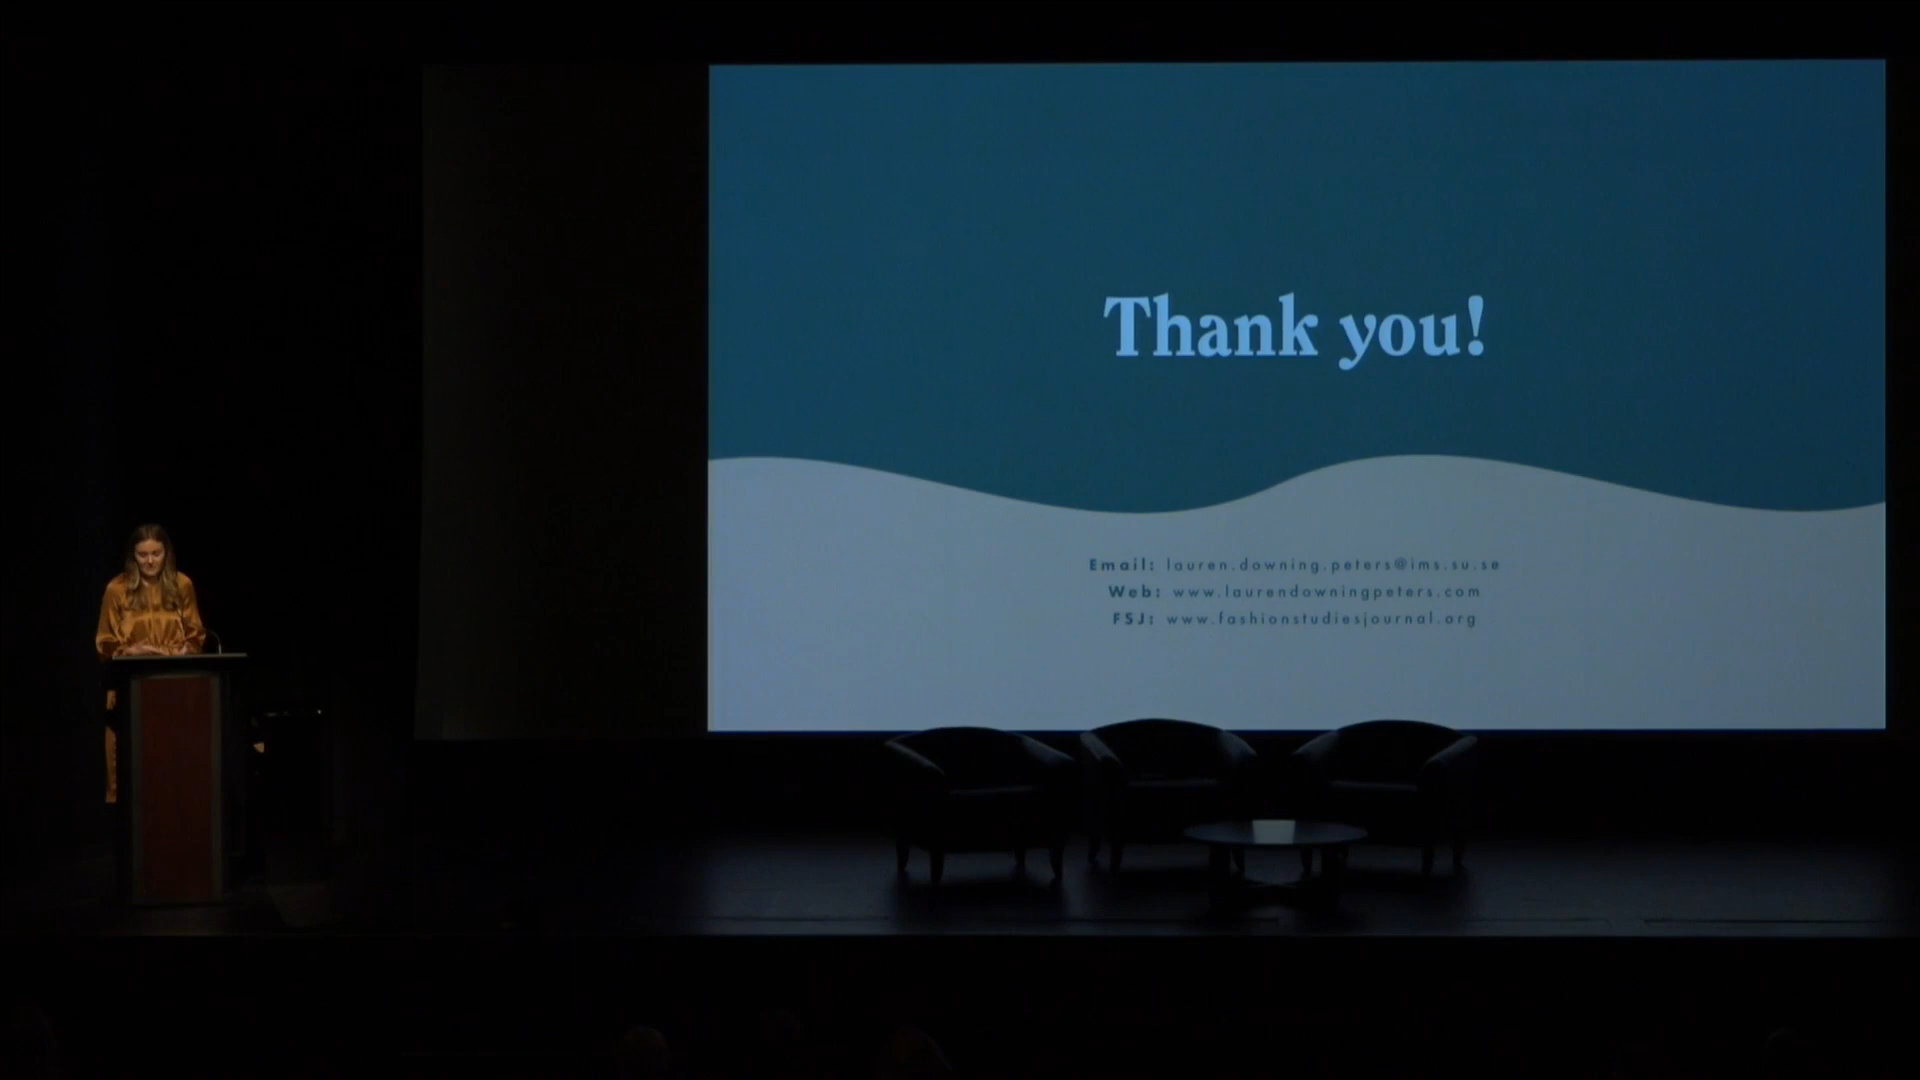 Thank you!
Email: lauren.downing.peters@ims.su.se
Web: www.laurendowningpeters.com
FSJ: www.fashionstudiesjournal.org